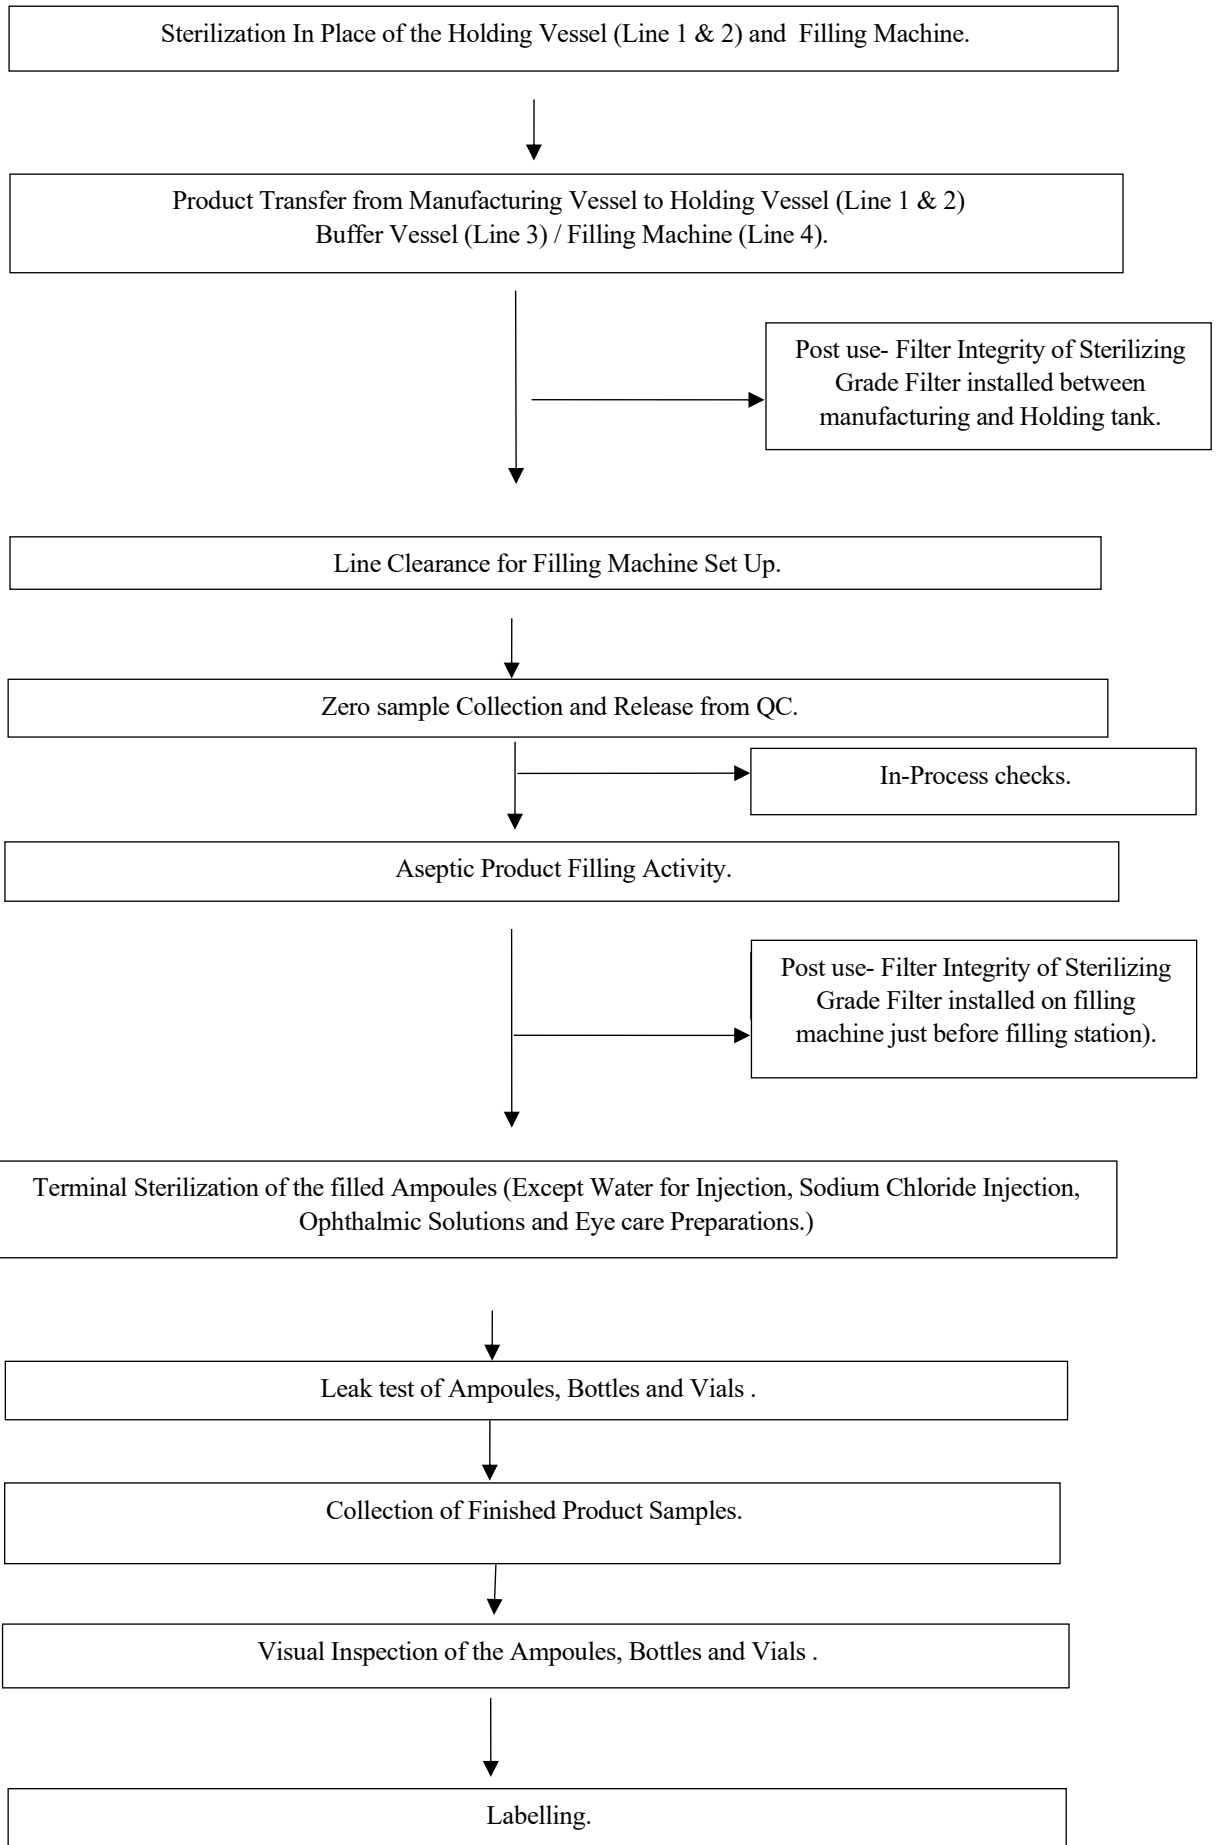 Sterilization In Place of the Holding Vessel (Line 1 & 2) and  Filling Machine.
Product Transfer from Manufacturing Vessel to Holding Vessel (Line 1 & 2)
Buffer Vessel (Line 3) / Filling Machine (Line 4).
Post use- Filter Integrity of Sterilizing
Grade Filter installed between
manufacturing and Holding tank.
Line Clearance for Filling Machine Set Up.
Zero sample Collection and Release from QC.
In-Process checks.
Aseptic Product Filling Activity.
Post use- Filter Integrity of Sterilizing
Grade Filter installed on filling
machine just before filling station).
Terminal Sterilization of the filled Ampoules (Except Water for Injection, Sodium Chloride Injection,
Ophthalmic Solutions and Eye care Preparations.)
Leak test of Ampoules, Bottles and Vials .
Collection of Finished Product Samples.
Visual Inspection of the Ampoules, Bottles and Vials .
Labelling.